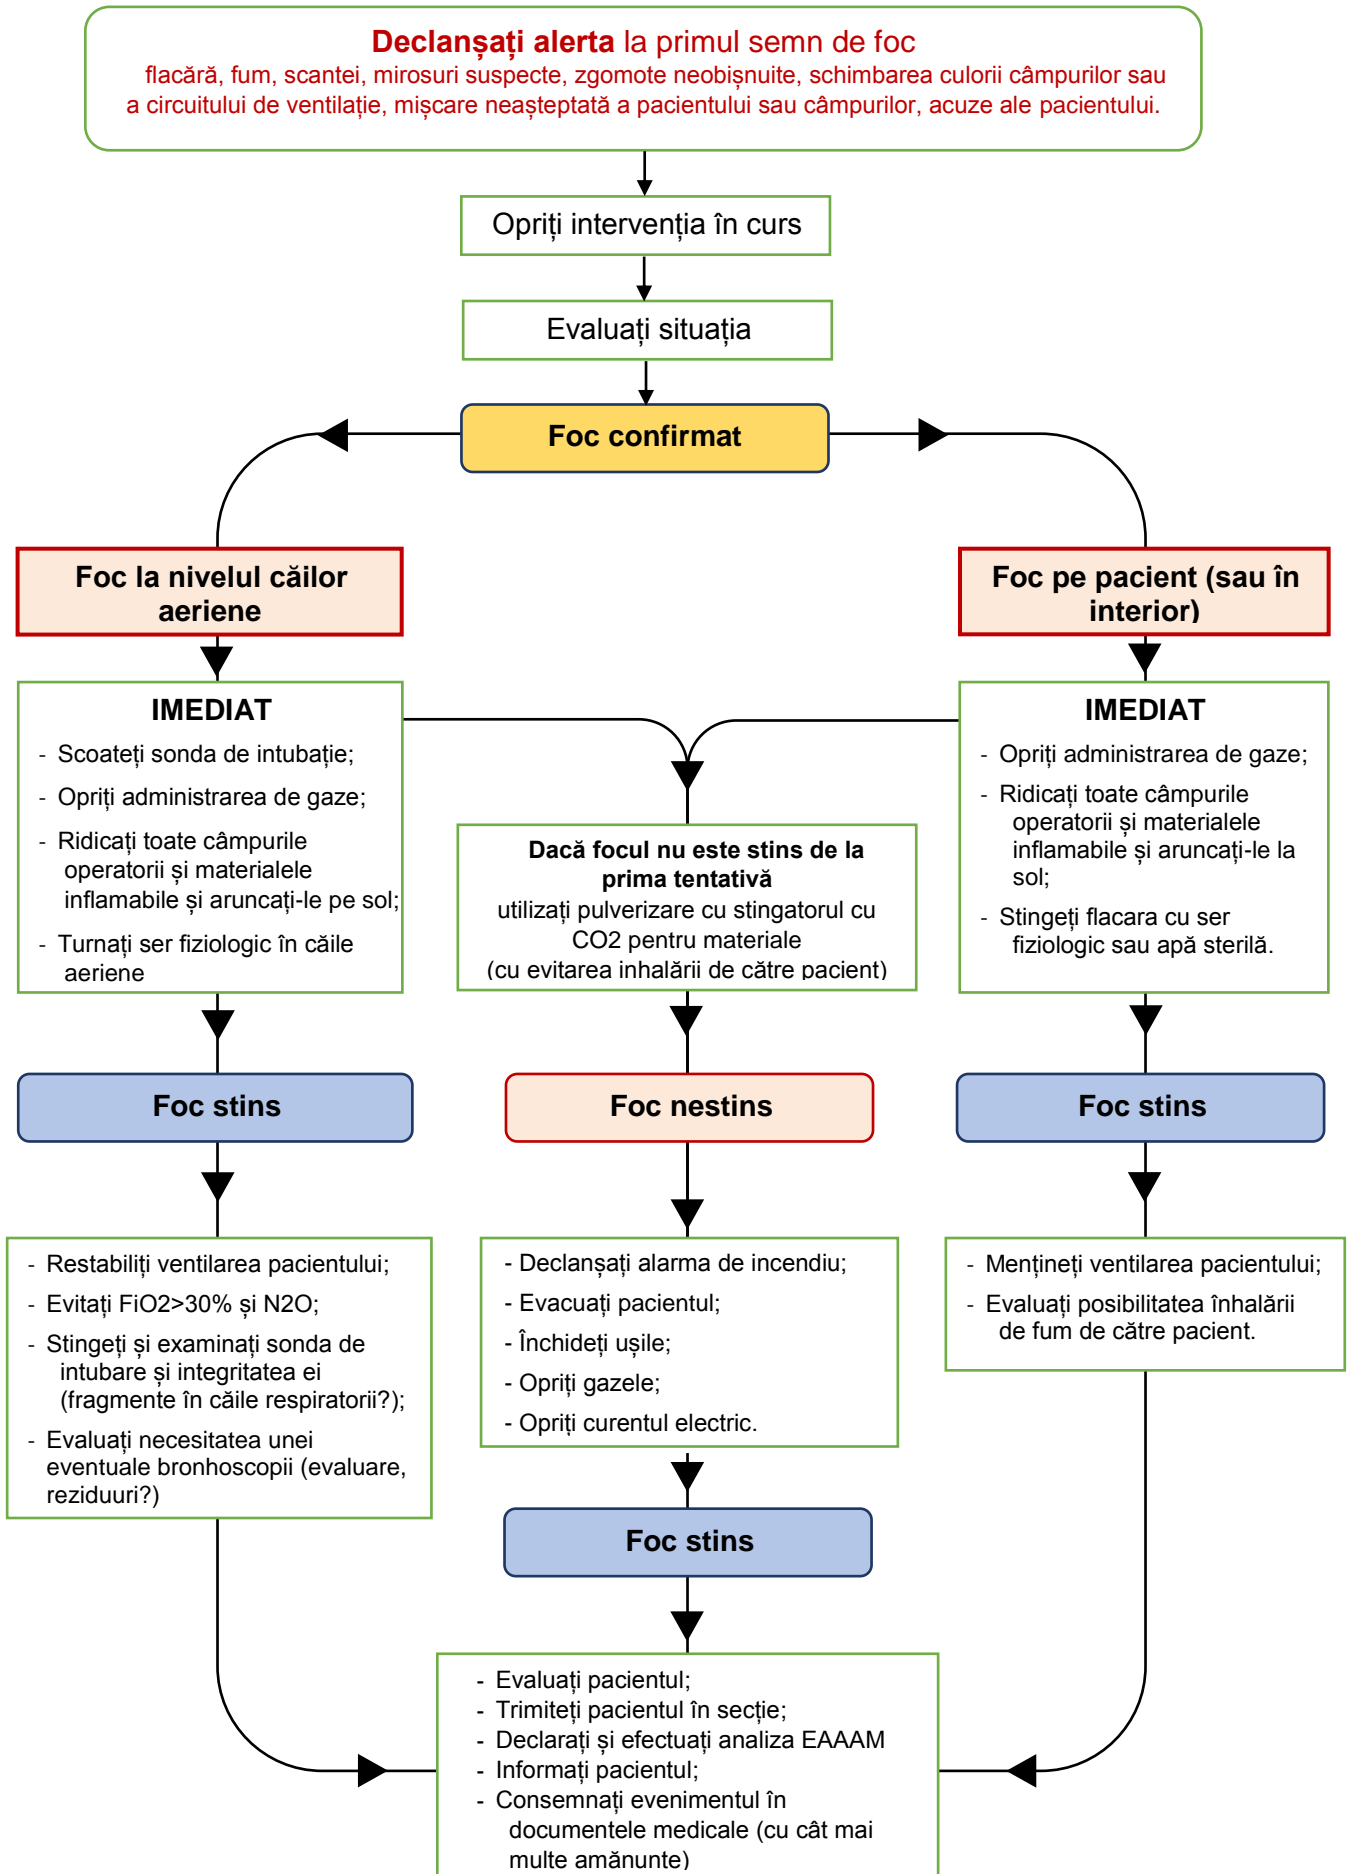 Declanșați alerta la primul semn de foc
flacără, fum, scantei, mirosuri suspecte, zgomote neobișnuite, schimbarea culorii câmpurilor sau
a circuitului de ventilație, mișcare neașteptată a pacientului sau câmpurilor, acuze ale pacientului.
Opriți intervenția în curs
Evaluați situația
Foc confirmat
Foc la nivelul căilor
aeriene
Foc pe pacient (sau în
interior)
IMEDIAT
- Scoateți sonda de intubație;
- Opriți administrarea de gaze;
- Ridicați toate câmpurile
operatorii și materialele
inflamabile și aruncați-le pe sol;
- Turnați ser fiziologic în căile
aeriene
Dacă focul nu este stins de la
prima tentativă
utilizați pulverizare cu stingatorul cu
CO2 pentru materiale
(cu evitarea inhalării de către pacient)
IMEDIAT
- Opriți administrarea de gaze;
- Ridicați toate câmpurile
operatorii și materialele
inflamabile și aruncați-le la
sol;
- Stingeți flacara cu ser
fiziologic sau apă sterilă.
Foc stins
Foc nestins
Foc stins
- Restabiliți ventilarea pacientului;
- Evitați FiO2>30% și N2O;
- Stingeți și examinați sonda de
intubare și integritatea ei
(fragmente în căile respiratorii?);
- Evaluați necesitatea unei
eventuale bronhoscopii (evaluare,
reziduuri?)
- Declanșați alarma de incendiu;
- Evacuați pacientul;
- Închideți ușile;
- Opriți gazele;
- Opriți curentul electric.
- Mențineți ventilarea pacientului;
- Evaluați posibilitatea înhalării
de fum de către pacient.
Foc stins
- Evaluați pacientul;
- Trimiteți pacientul în secție;
- Declarați și efectuați analiza EAAAM
- Informați pacientul;
- Consemnați evenimentul în
documentele medicale (cu cât mai
multe amănunte)